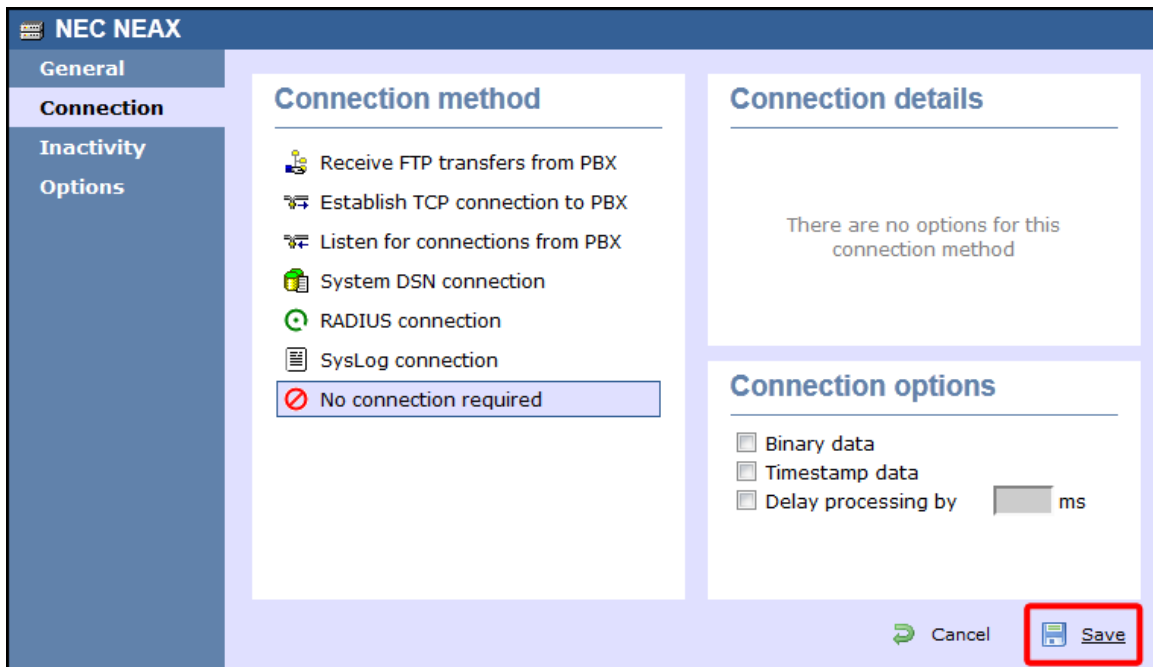 NEC NEAX
General
Connection
Inactivity
Options
Connection method
Receive FTP transfers from PBX
Establish TCP connection to PBX
Listen for connections from PBX
System DSN connection
RADIUS connection
SysLog connection
No connection required
Connection details
There are no options for this
connection method
Connection options
Binary data
Timestamp data
Delay processing by ms
Cancel Save